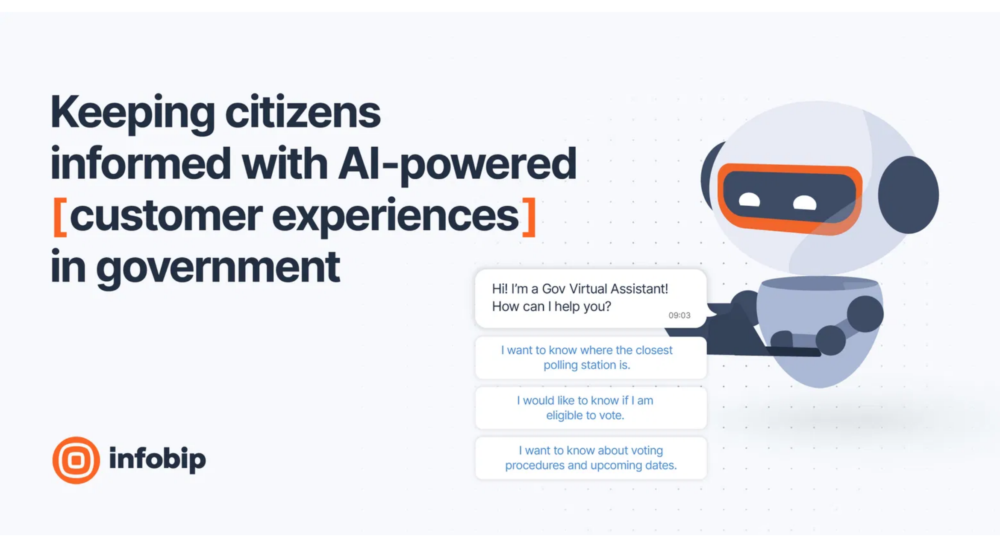 Keeping citizens
informed with AI-powered
[customer experiences]
in government
Hi! I'm a Gov Virtual Assistant!
How can I help you?
09:03
I want to know where the closest
polling station is.
I would like to know if I am
eligible to vote.
I want to know about voting
procedures and upcoming dates.
infobip